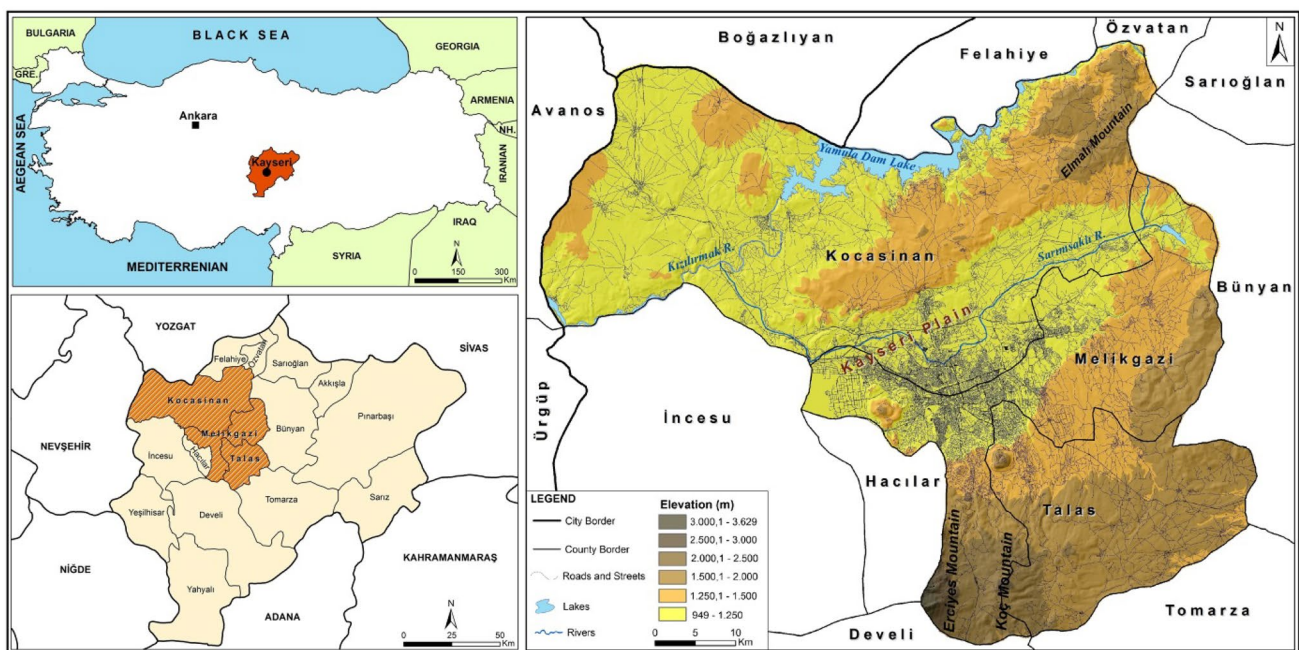 BULGARIA
BLACK SEA
GEORGIA
GRE.
ARMENIA
Ankara
NH.
AEGEAN SEA
Kayseri
IRANIAN
IRAQ
SYRIA
MEDITERRENIAN
N
0 150 300
Km
YOZGAT
SİVAS
Felahiye
Özvatan
Sarıoğlan
Akkışla
Kocasinan
Pınarbaşı
Melikgazi
Bünyan
NEVŞEHİR
İncesu
Hacılar
Talas
Yeşilhisar
Develi
Tomarza
Sarız
KAHRAMANMARAŞ
NİĞDE
Yahyalı
ADANA
N
0 25 50
Km
Boğazlıyan
Felahiye
Özvatan
N
Sarıoğlan
Avanos
Yamula Dam Lake
Elmalı Mountain
Kızılırmak R.
Kocasinan
Sarımsaklı R.
Bünyan
Kayseri Plain
Melikgazi
Ürgüp
İncesu
Hacılar
Talas
Erciyes Mountain
Koç Mountain
Tomarza
Develi
LEGEND
City Border
County Border
Roads and Streets
Lakes
Rivers
Elevation (m)
3.000,1 - 3.629
2.500,1 - 3.000
2.000,1 - 2.500
1.500,1 - 2.000
1.250,1 - 1.500
949 - 1.250
0 5 10
Km